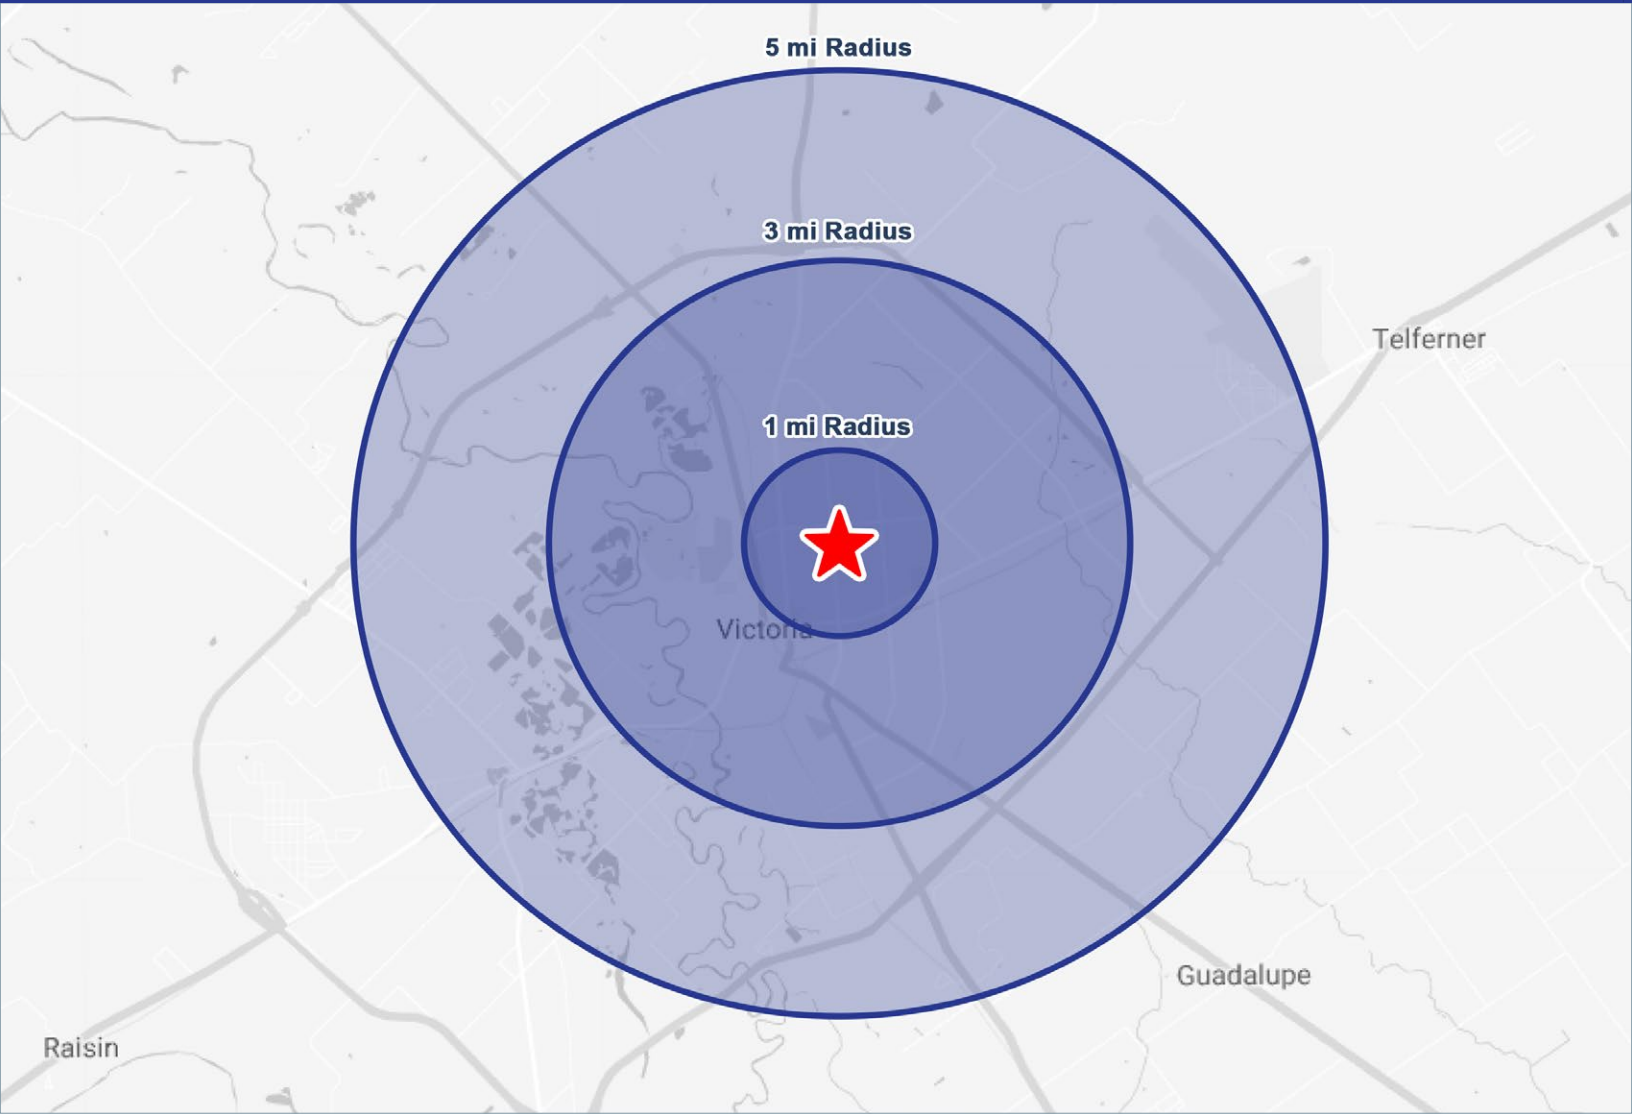 5 mi Radius
3 mi Radius
Telferner
1 mi Radius
Victoria
Guadalupe
Raisin